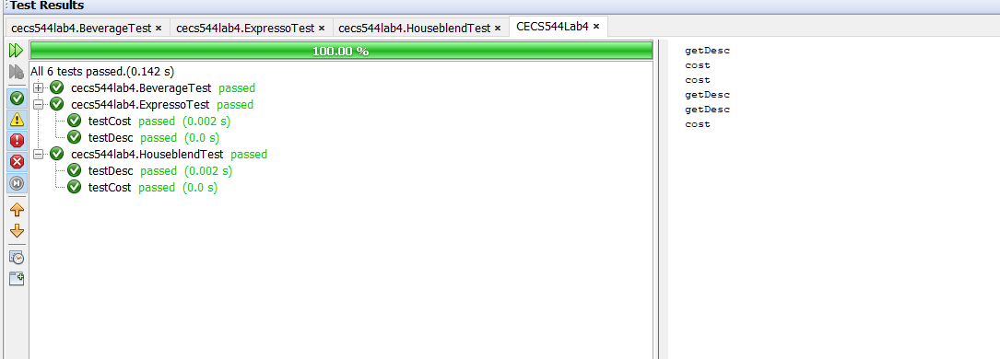 Test Results
cecs544lab4.BeverageTest × cecs544lab4.ExpressoTest × cecs544lab4.HouseblendTest × CECS544Lab4 ×
100.00 %
All 6 tests passed.(0.142 s)
cecs544lab4.BeverageTest passed
cecs544lab4.ExpressoTest passed
testCost passed (0.002 s)
testDesc passed (0.0 s)
cecs544lab4.HouseblendTest passed
testDesc passed (0.002 s)
testCost passed (0.0 s)
getDesc
cost
cost
getDesc
getDesc
cost